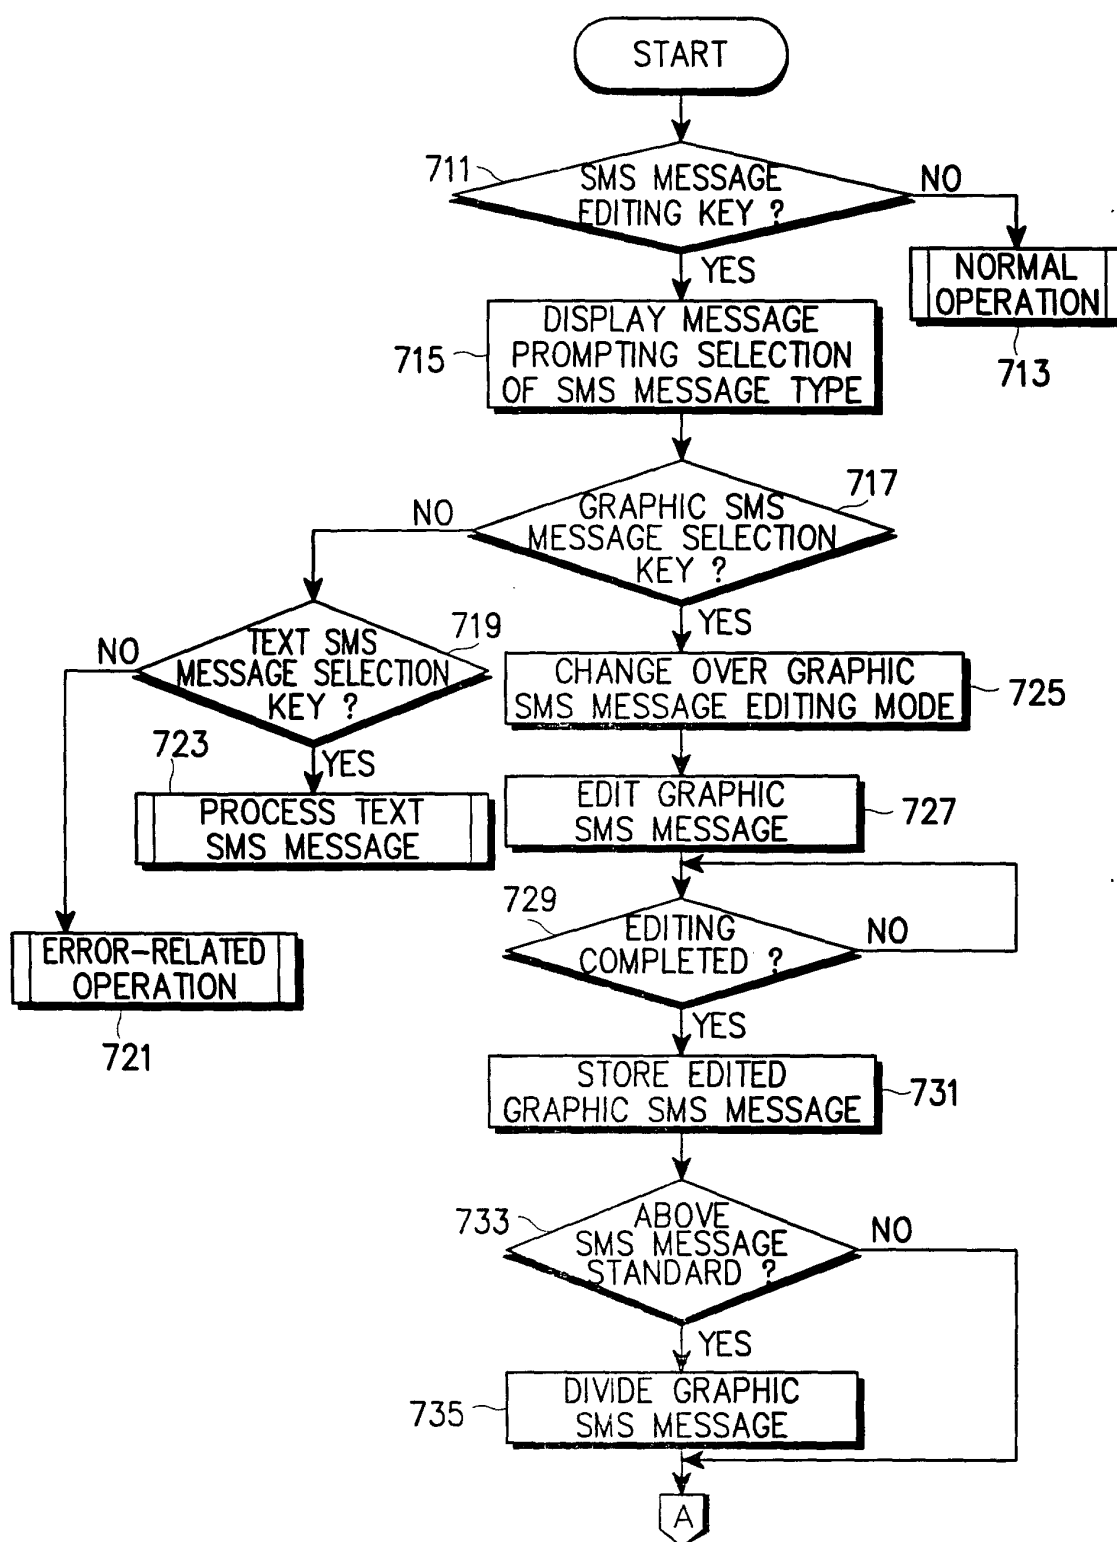 START
711
SMS MESSAGE
EDITING KEY ?
NO
YES
NORMAL
OPERATION
713
715
DISPLAY MESSAGE
PROMPTING SELECTION
OF SMS MESSAGE TYPE
717
GRAPHIC SMS
MESSAGE SELECTION
KEY ?
NO
YES
719
TEXT SMS
MESSAGE SELECTION
KEY ?
NO
YES
723
PROCESS TEXT
SMS MESSAGE
ERROR-RELATED
OPERATION
721
CHANGE OVER GRAPHIC
SMS MESSAGE EDITING MODE
725
EDIT GRAPHIC
SMS MESSAGE
727
729
EDITING
COMPLETED ?
NO
YES
STORE EDITED
GRAPHIC SMS MESSAGE
731
733
ABOVE
SMS MESSAGE
STANDARD ?
NO
YES
735
DIVIDE GRAPHIC
SMS MESSAGE
A